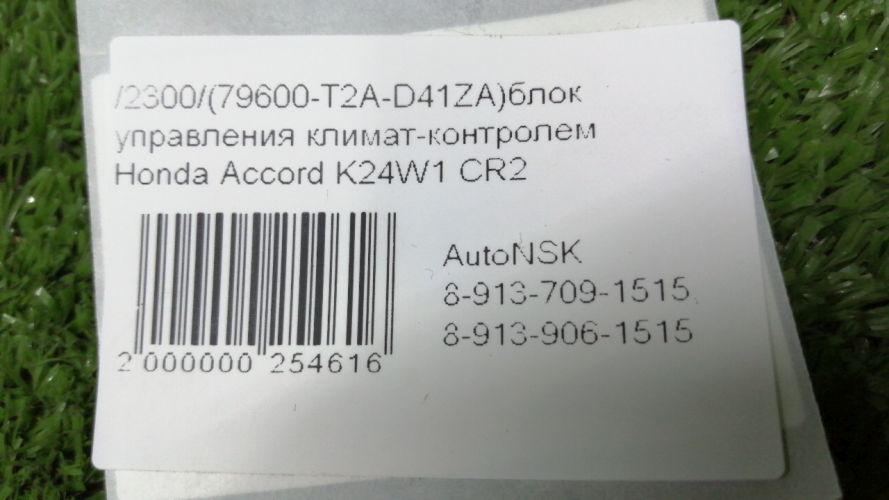 /2300/(79600-T2A-D41ZA)блок
управления климат-контролем
Honda Accord K24W1 CR2
AutoNSK
8-913-709-1515
8-913-906-1515
2 000000 254616